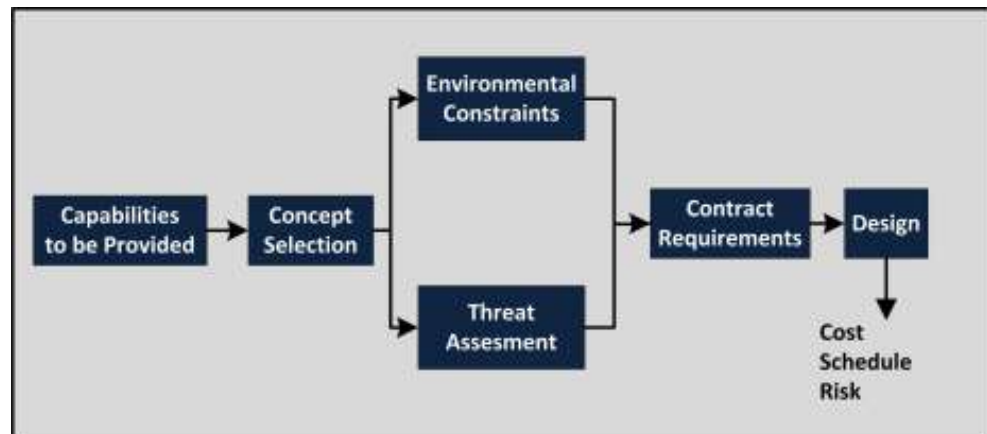 Environmental
Constraints
Capabilities
to be Provided
Concept
Selection
Contract
Requirements
Design
Threat
Assesment
Cost
Schedule
Risk